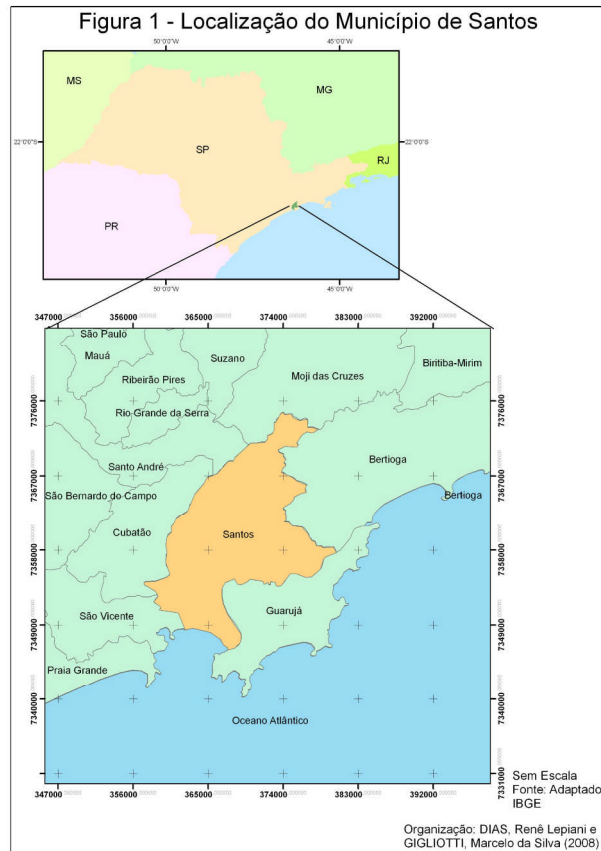 Figura 1 - Localização do Município de Santos
50°0'0"W 45°0'0"W
MS
MG
22°0'0"S 22°0'0"S
SP
RJ
PR
50°0'0"W 45°0'0"W
347000 356000 365000 374000 383000 392000
São Paulo
Mauá
Suzano
Moji das Cruzes
Biritiba-Mirim
Ribeirão Pires
7376000 7376000
Rio Grande da Serra
Santo André
Bertioga
7367000 7367000
São Bernardo do Campo
Bertioga
Cubatão
Santos
7358000 7358000
São Vicente
Guarujá
7349000 7349000
Praia Grande
7340000 7340000
Oceano Atlântico
7331000
347000 356000 365000 374000 383000 392000
Sem Escala
Fonte: Adaptado
IBGE
Organização: DIAS, Renê Lepiani e
GIGLIOTTI, Marcelo da Silva (2008)